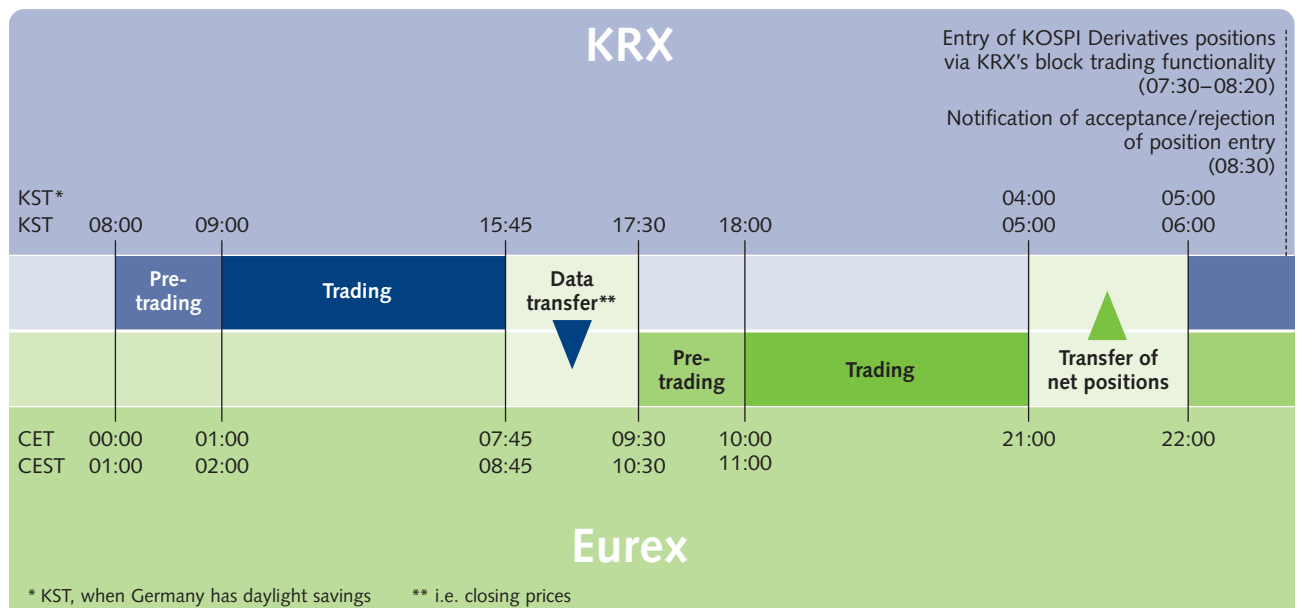 KRX
Entry of KOSPI Derivatives positions
via KRX's block trading functionality
(07:30–08:20)
Notification of acceptance/rejection
of position entry
(08:30)
KST* 04:00 05:00
KST 08:00 09:00 15:45 17:30 18:00 05:00 06:00
Pre-
trading
Trading
Data
transfer**
Pre-
trading
Trading
Transfer of
net positions
CET 00:00 01:00 07:45 09:30 10:00 21:00 22:00
CEST 01:00 02:00 08:45 10:30 11:00
Eurex
* KST, when Germany has daylight savings ** i.e. closing prices